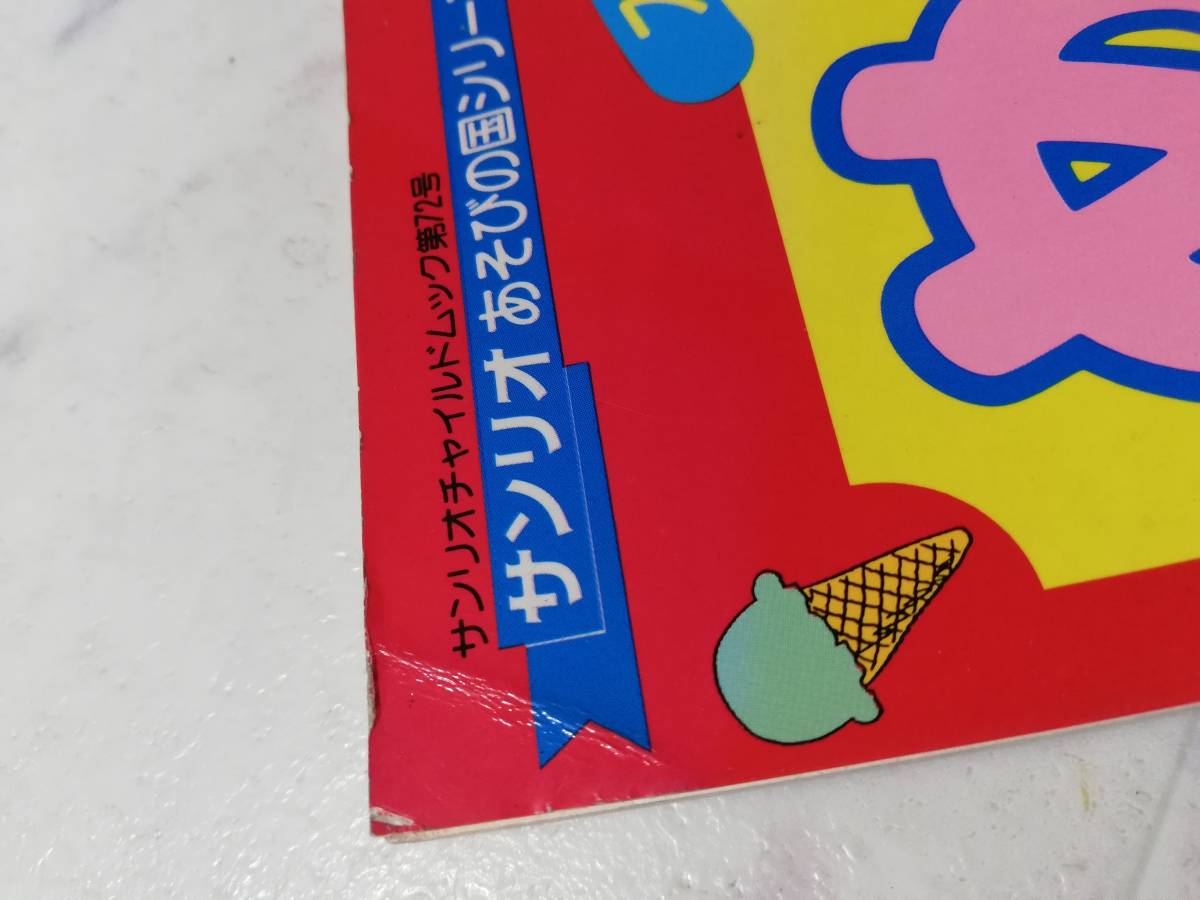 サンリオチャイルドムック第72号
サンリオ あそびの国シリー